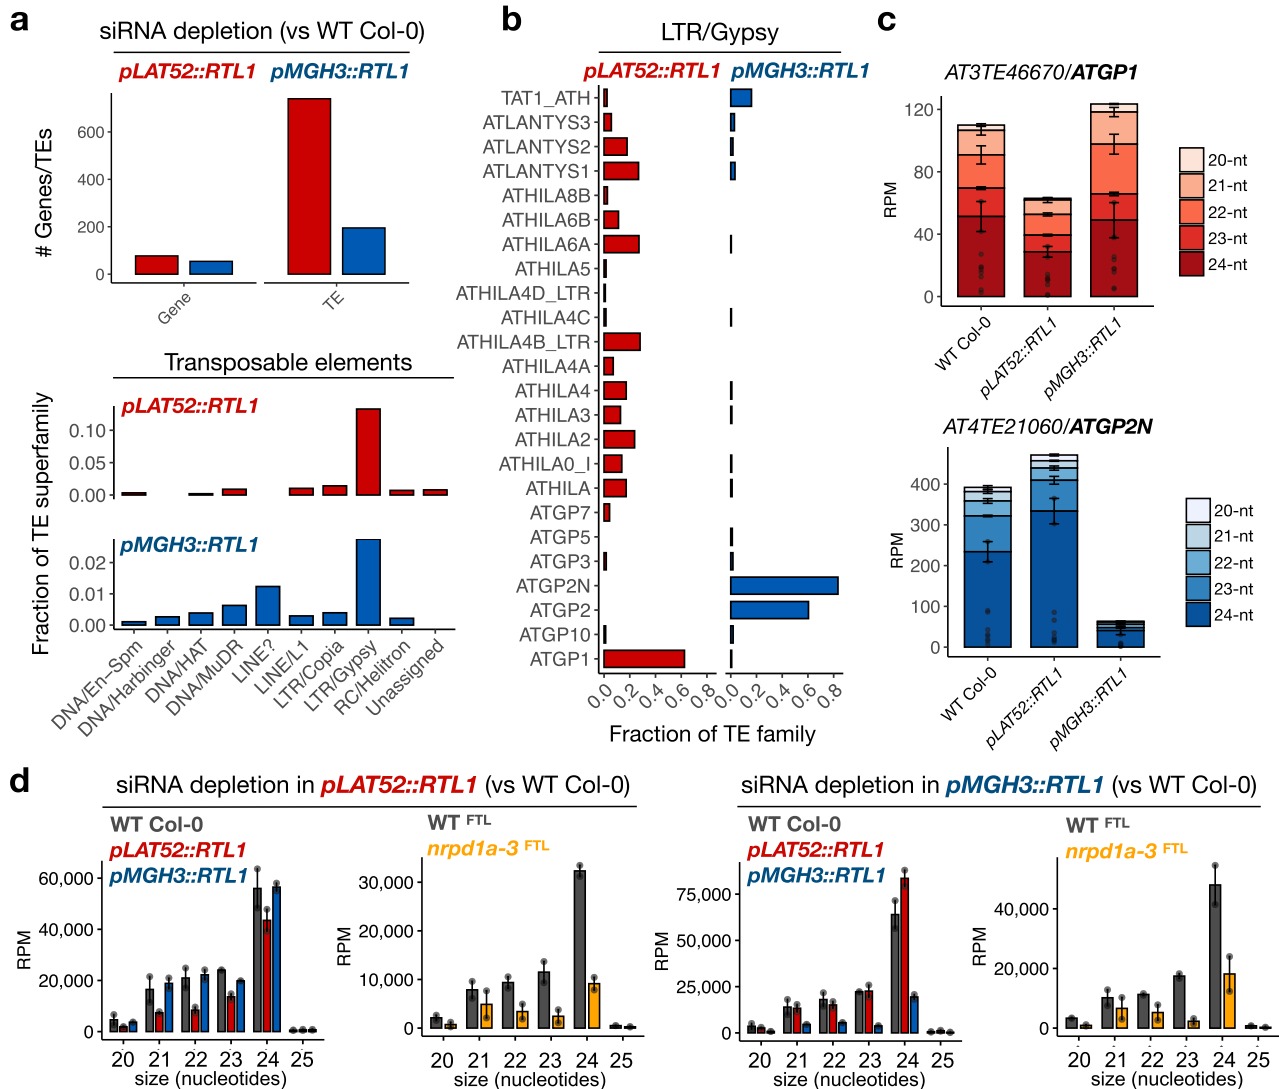 a
siRNA depletion (vs WT Col-0)
pLAT52::RTL1 pMGH3::RTL1
# Genes/TEs
600
400
200
0
Gene
TE
Transposable elements
Fraction of TE superfamily
pLAT52::RTL1
0.10
0.05
0.00
pMGH3::RTL1
0.02
0.01
0.00
DNA/En-Spm
DNA/Harbinger
DNA/HAT
DNA/MuDR
LINE?
LINE/L1
LTR/Copia
LTR/Gypsy
RC/Helitron
Unassigned
b
LTR/Gypsy
pLAT52::RTL1 pMGH3::RTL1
TAT1_ATH
ATLANTYS3
ATLANTYS2
ATLANTYS1
ATHILA8B
ATHILA6B
ATHILA6A
ATHILA5
ATHILA4D_LTR
ATHILA4C
ATHILA4B_LTR
ATHILA4A
ATHILA4
ATHILA3
ATHILA2
ATHILA0_I
ATHILA
ATGP7
ATGP5
ATGP3
ATGP2N
ATGP2
ATGP10
ATGP1
0.0 0.2 0.4 0.6 0.8 0.0 0.2 0.4 0.6 0.8
Fraction of TE family
c
AT3TE46670/ATGP1
RPM
120
80
40
0
WT Col-0
pLAT52::RTL1
pMGH3::RTL1
20-nt
21-nt
22-nt
23-nt
24-nt
AT4TE21060/ATGP2N
RPM
400
300
200
100
0
WT Col-0
pLAT52::RTL1
pMGH3::RTL1
20-nt
21-nt
22-nt
23-nt
24-nt
d
siRNA depletion in pLAT52::RTL1 (vs WT Col-0)
WT Col-0
pLAT52::RTL1
pMGH3::RTL1
RPM
60,000
40,000
20,000
0
20 21 22 23 24 25
size (nucleotides)
WT FTL
nrpd1a-3 FTL
RPM
30,000
20,000
10,000
0
20 21 22 23 24 25
size (nucleotides)
siRNA depletion in pMGH3::RTL1 (vs WT Col-0)
WT Col-0
pLAT52::RTL1
pMGH3::RTL1
RPM
75,000
50,000
25,000
0
20 21 22 23 24 25
size (nucleotides)
WT FTL
nrpd1a-3 FTL
RPM
40,000
20,000
0
20 21 22 23 24 25
size (nucleotides)